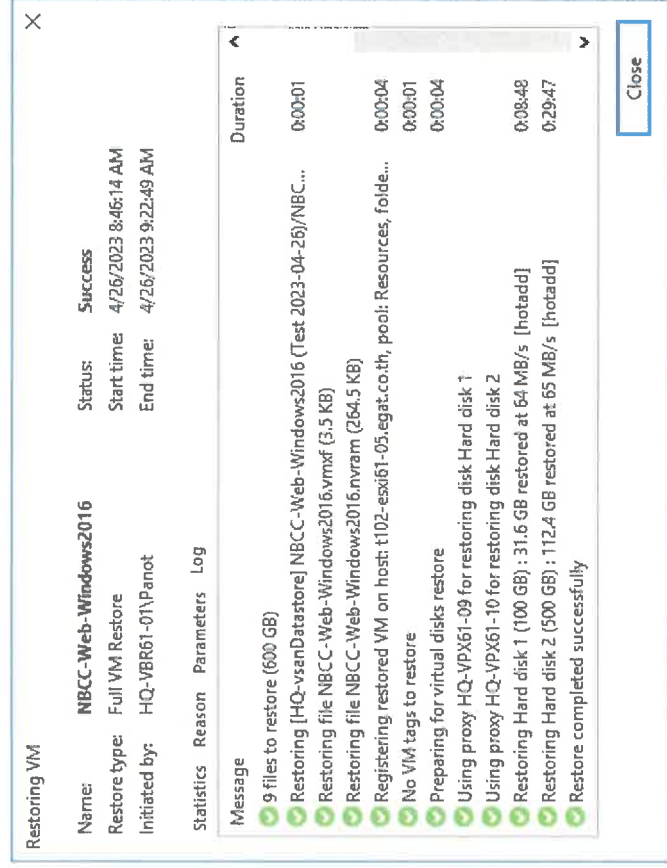 Restoring VM
Name: NBCC-Web-Windows2016 Status: Success
Restore type: Full VM Restore Start time: 4/26/2023 8:46:14 AM
Initiated by: HQ-VBR61-01\Panot End time: 4/26/2023 9:22:49 AM
Statistics Reason Parameters Log
Message Duration
9 files to restore (600 GB)
Restoring [HQ-vsanDatastore] NBCC-Web-Windows2016 (Test 2023-04-26)/NBC... 0:00:01
Restoring file NBCC-Web-Windows2016.vmxf (3.5 KB)
Restoring file NBCC-Web-Windows2016.nvram (264.5 KB)
Registering restored VM on host: t102-esxi61-05.egat.co.th, pool: Resources, folde... 0:00:04
No VM tags to restore 0:00:01
Preparing for virtual disks restore 0:00:04
Using proxy HQ-VPX61-09 for restoring disk Hard disk 1
Using proxy HQ-VPX61-10 for restoring disk Hard disk 2
Restoring Hard disk 1 (100 GB) : 31.6 GB restored at 64 MB/s [hotadd] 0:08:48
Restoring Hard disk 2 (500 GB) : 112.4 GB restored at 65 MB/s [hotadd] 0:29:47
Restore completed successfully
Close